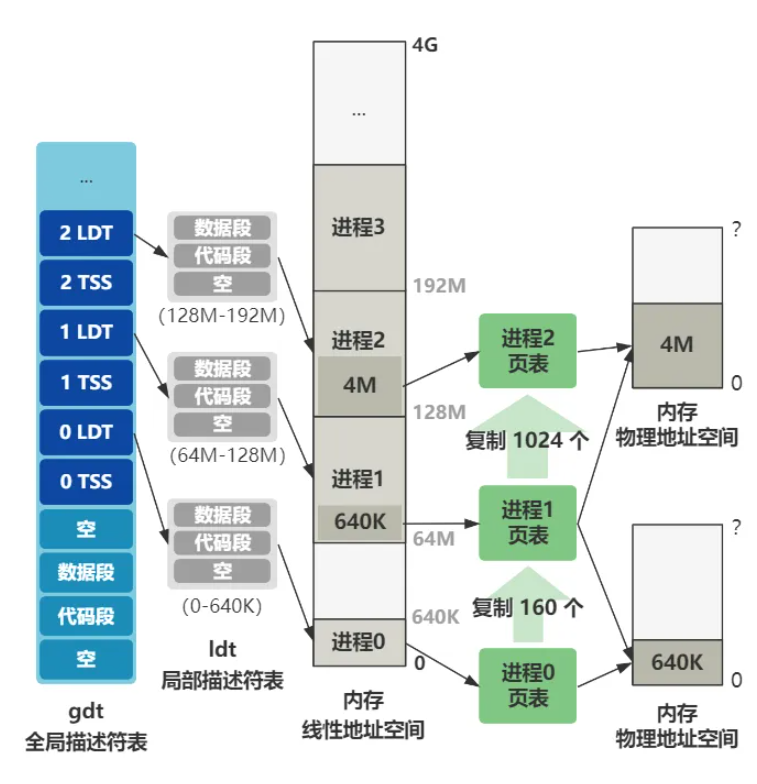 ...
2 LDT
2 TSS
1 LDT
1 TSS
0 LDT
0 TSS
空
数据段
代码段
空
gdt
全局描述符表
数据段
代码段
空
(128M-192M)
数据段
代码段
空
(64M-128M)
数据段
代码段
空
(0-640K)
ldt
局部描述符表
4G
...
进程3
192M
进程2
4M
128M
进程1
640K
64M
640K
进程0
0
内存
线性地址空间
进程2
页表
复制 1024 个
进程1
页表
复制 160 个
进程0
页表
?
4M
0
内存
物理地址空间
?
640K
0
内存
物理地址空间